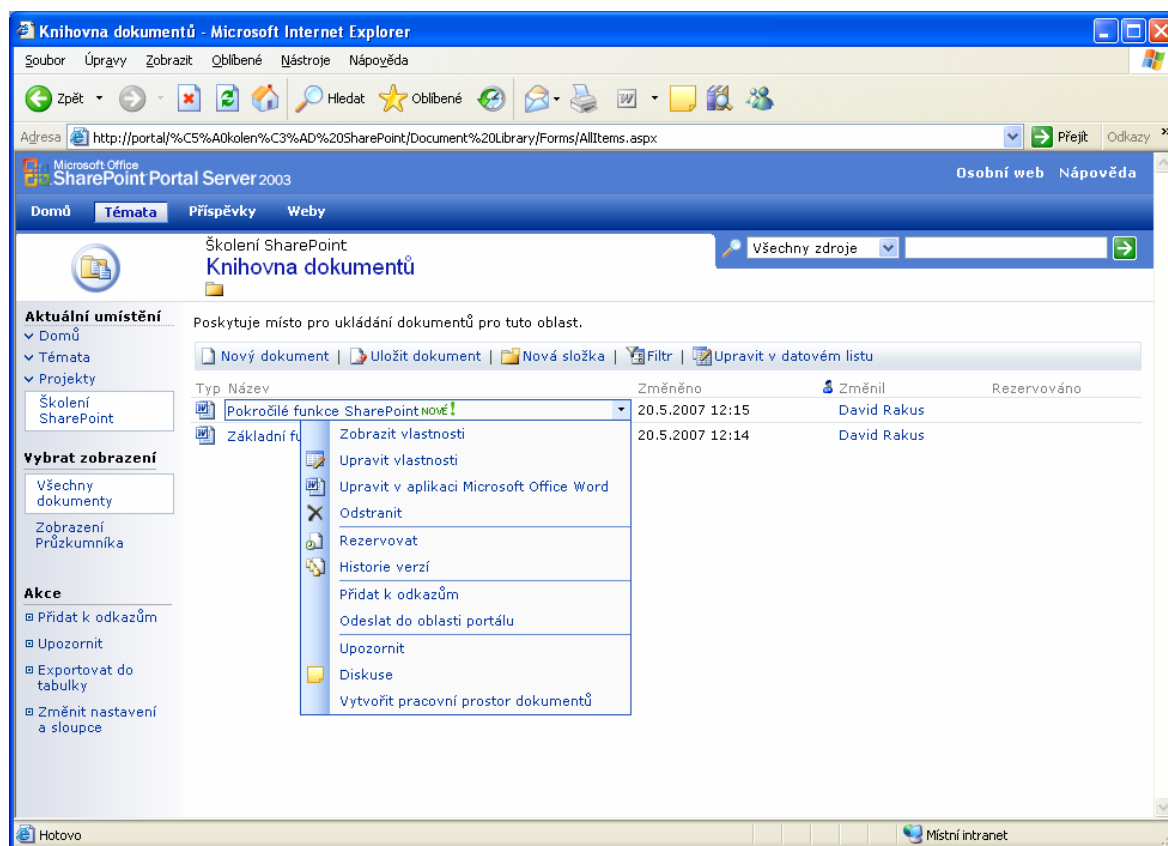 Knihovna dokumentů - Microsoft Internet Explorer
Soubor Úpravy Zobrazit Oblíbené Nástroje Nápověda
Zpět Hledat Oblíbené
Adresa http://portal/%C5%A0kolen%C3%AD%20SharePoint/Document%20Library/Forms/AllItems.aspx Přejít Odkazy »
Microsoft Office
SharePoint Portal Server 2003
Osobní web Nápověda
Domů Témata Příspěvky Weby
Školení SharePoint
Knihovna dokumentů
Všechny zdroje
Aktuální umístění
Domů
Témata
Projekty
Školení
SharePoint
Vybrat zobrazení
Všechny
dokumenty
Zobrazení
Průzkumníka
Akce
Přidat k odkazům
Upozornit
Exportovat do
tabulky
Změnit nastavení
a sloupce
Poskytuje místo pro ukládání dokumentů pro tuto oblast.
Nový dokument | Uložit dokument | Nová složka | Filtr | Upravit v datovém listu
Typ Název Změněno Změnil Rezervováno
Pokročilé funkce SharePoint NOVÉ! 20.5.2007 12:15 David Rakus
Základní fu 20.5.2007 12:14 David Rakus
Zobrazit vlastnosti
Upravit vlastnosti
Upravit v aplikaci Microsoft Office Word
Odstranit
Rezervovat
Historie verzí
Přidat k odkazům
Odeslat do oblasti portálu
Upozornit
Diskuse
Vytvořit pracovní prostor dokumentů
Hotovo Místní intranet